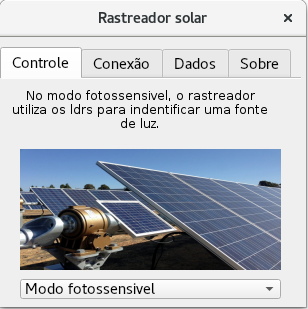 Rastreador solar ×
Controle Conexão Dados Sobre
No modo fotossensivel, o rastreador
utiliza os ldrs para indentificar uma fonte
de luz.
Modo fotossensivel